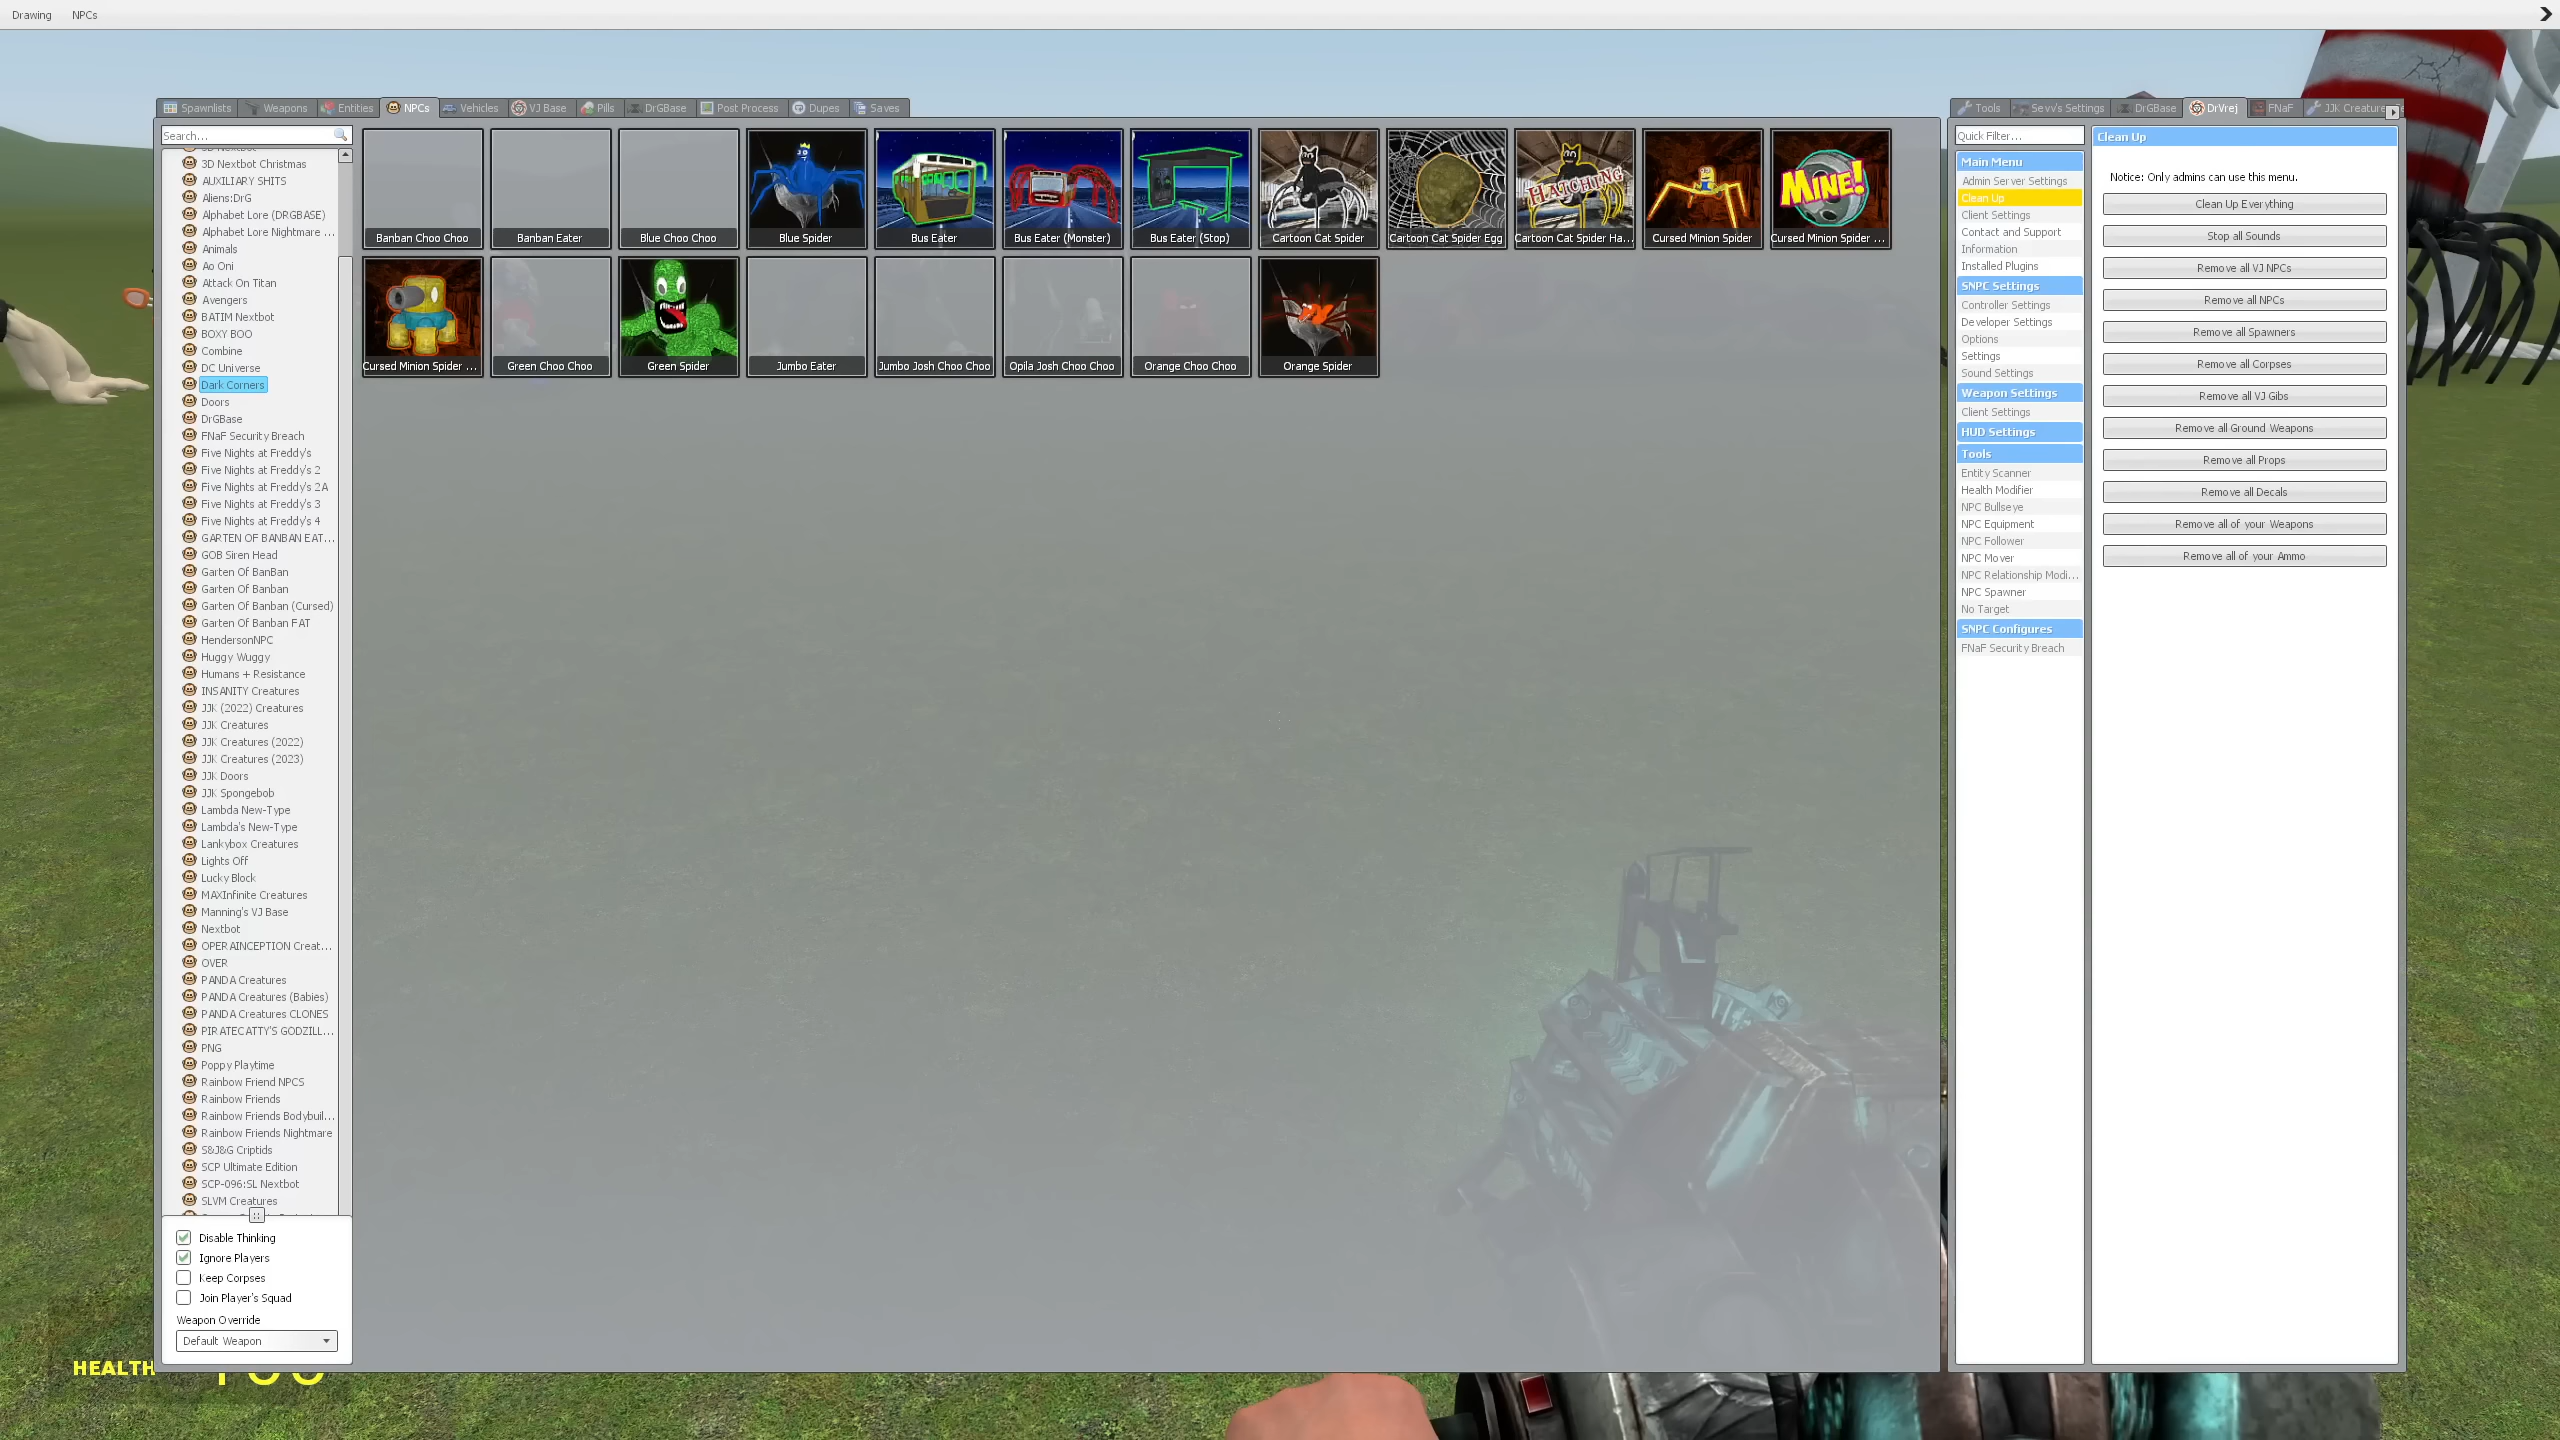 Drawing NPCs
Spawnlists Weapons Entities NPCs Vehicles VJ Base Pills DrGBase Post Process Dupes Saves
Search...
3D Nextbot
3D Nextbot Christmas
AUXILIARY SHITS
Aliens:DrG
Alphabet Lore (DRGBASE)
Alphabet Lore Nightmare ...
Animals
Ao Oni
Attack On Titan
Avengers
BATIM Nextbot
BOXY BOO
Combine
DC Universe
Dark Corners
Doors
DrGBase
FNaF Security Breach
Five Nights at Freddy's
Five Nights at Freddy's 2
Five Nights at Freddy's 2A
Five Nights at Freddy's 3
Five Nights at Freddy's 4
GARTEN OF BANBAN EAT...
GOB Siren Head
Garten Of BanBan
Garten Of Banban
Garten Of Banban (Cursed)
Garten Of Banban FAT
HendersonNPC
Huggy Wuggy
Humans + Resistance
INSANITY Creatures
JJK (2022) Creatures
JJK Creatures
JJK Creatures (2022)
JJK Creatures (2023)
JJK Doors
JJK Spongebob
Lambda New-Type
Lambda's New-Type
Lankybox Creatures
Lights Off
Lucky Block
MAXInfinite Creatures
Manning's VJ Base
Nextbot
OPERAINCEPTION Creat...
OVER
PANDA Creatures
PANDA Creatures (Babies)
PANDA Creatures CLONES
PIRATECATTY'S GODZILL...
PNG
Poppy Playtime
Rainbow Friend NPCS
Rainbow Friends
Rainbow Friends Bodybuil...
Rainbow Friends Nightmare
S&J&G Criptids
SCP Ultimate Edition
SCP-096:SL Nextbot
SLVM Creatures
Disable Thinking
Ignore Players
Keep Corpses
Join Player's Squad
Weapon Override
Default Weapon
HEALTH 100
HATCHING
MINE!
Banban Choo Choo Banban Eater Blue Choo Choo Blue Spider Bus Eater Bus Eater (Monster) Bus Eater (Stop) Cartoon Cat Spider Cartoon Cat Spider Egg Cartoon Cat Spider Ha... Cursed Minion Spider Cursed Minion Spider ...
Cursed Minion Spider ... Green Choo Choo Green Spider Jumbo Eater Jumbo Josh Choo Choo Opila Josh Choo Choo Orange Choo Choo Orange Spider
Tools Sevv's Settings DrGBase DrVrej FNaF JJK Creature
Quick Filter...
Main Menu
Admin Server Settings
Clean Up
Client Settings
Contact and Support
Information
Installed Plugins
SNPC Settings
Controller Settings
Developer Settings
Options
Settings
Sound Settings
Weapon Settings
Client Settings
HUD Settings
Tools
Entity Scanner
Health Modifier
NPC Bullseye
NPC Equipment
NPC Follower
NPC Mover
NPC Relationship Modi...
NPC Spawner
No Target
SNPC Configures
FNaF Security Breach
Clean Up
Notice: Only admins can use this menu.
Clean Up Everything
Stop all Sounds
Remove all VJ NPCs
Remove all NPCs
Remove all Spawners
Remove all Corpses
Remove all VJ Gibs
Remove all Ground Weapons
Remove all Props
Remove all Decals
Remove all of your Weapons
Remove all of your Ammo